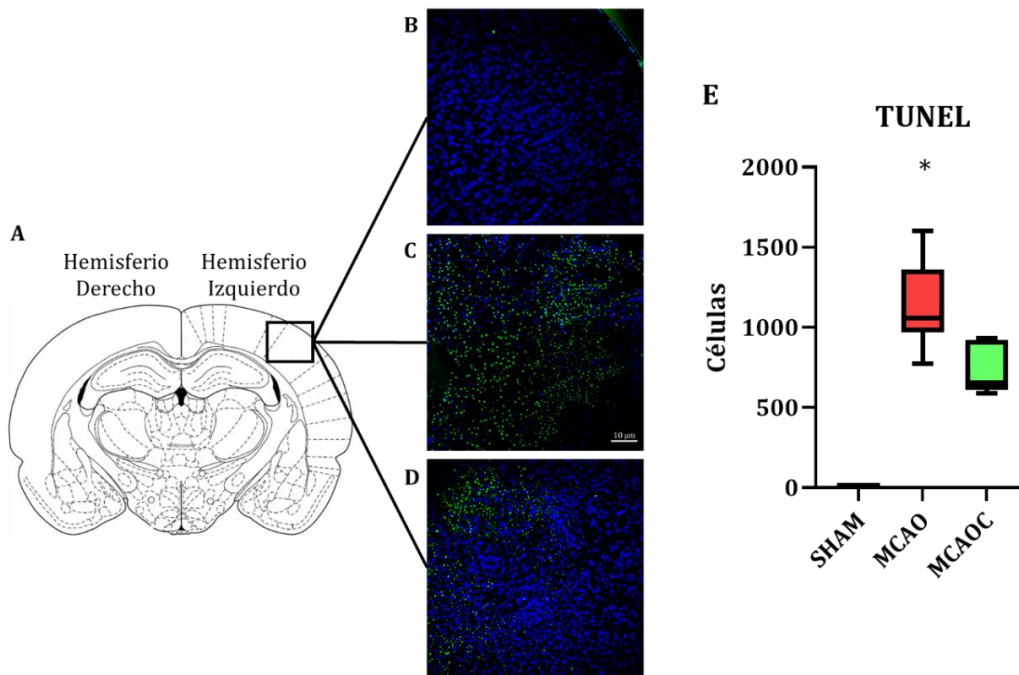 A
Hemisferio
Derecho
Hemisferio
Izquierdo
B
C
10 µm
D
E
TUNEL
*
2000
1500
1000
500
0
Células
SHAM
MCAO
MCAOC